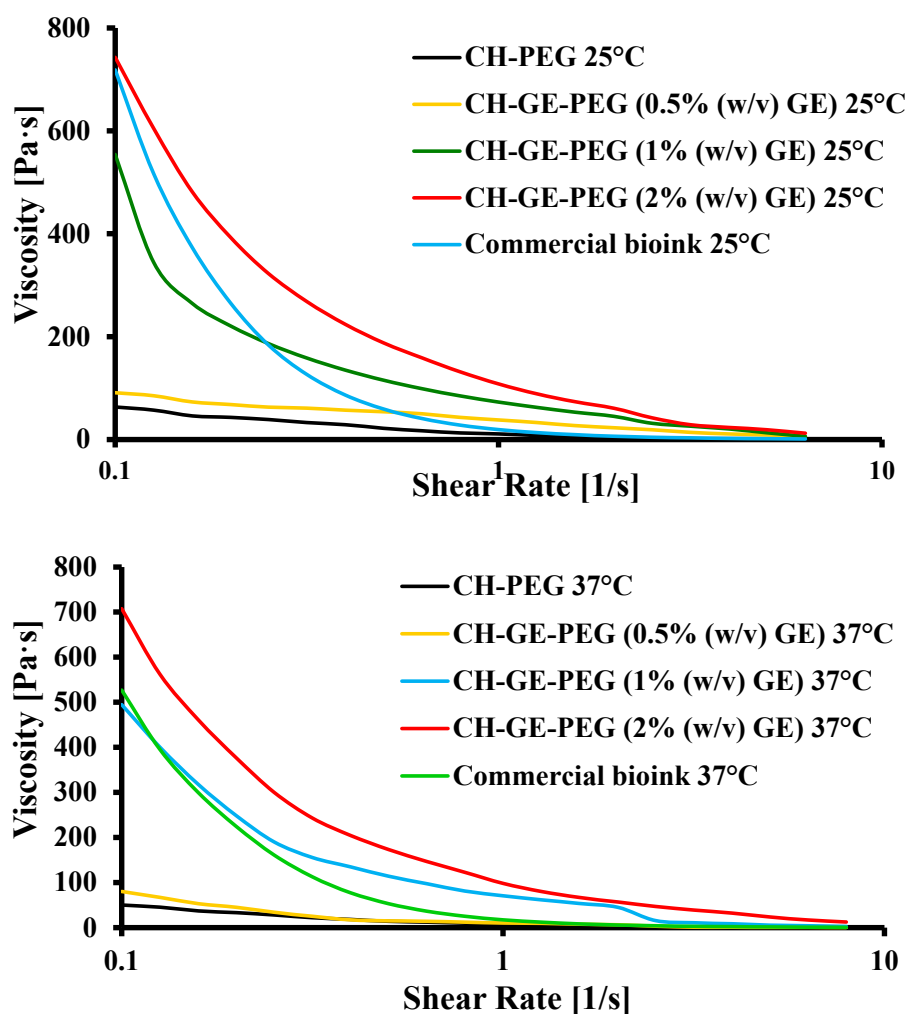 800
CH-PEG 25°C
CH-GE-PEG (0.5% (w/v) GE) 25°C
600
CH-GE-PEG (1% (w/v) GE) 25°C
CH-GE-PEG (2% (w/v) GE) 25°C
400
Commercial bioink 25°C
Viscosity [Pa·s]
200
0
0.1
1
10
Shear Rate [1/s]
800
CH-PEG 37°C
700
CH-GE-PEG (0.5% (w/v) GE) 37°C
600
CH-GE-PEG (1% (w/v) GE) 37°C
500
CH-GE-PEG (2% (w/v) GE) 37°C
400
Commercial bioink 37°C
Viscosity [Pa·s]
300
200
100
0
0.1
1
10
Shear Rate [1/s]